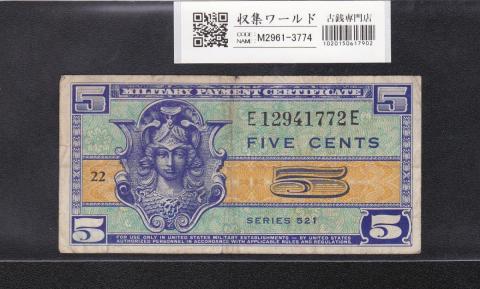 収集ワールド 古銭専門店
CODE NAME: M2961-3774
1020150617902
5 MILITARY PAYMENT CERTIFICATE 5
E12941772E
FIVE CENTS
22
5
SERIES 521
5 5
FOR USE ONLY IN UNITED STATES MILITARY ESTABLISHMENTS — BY UNITED STATES
AUTHORIZED PERSONNEL IN ACCORDANCE WITH APPLICABLE RULES AND REGULATIONS.